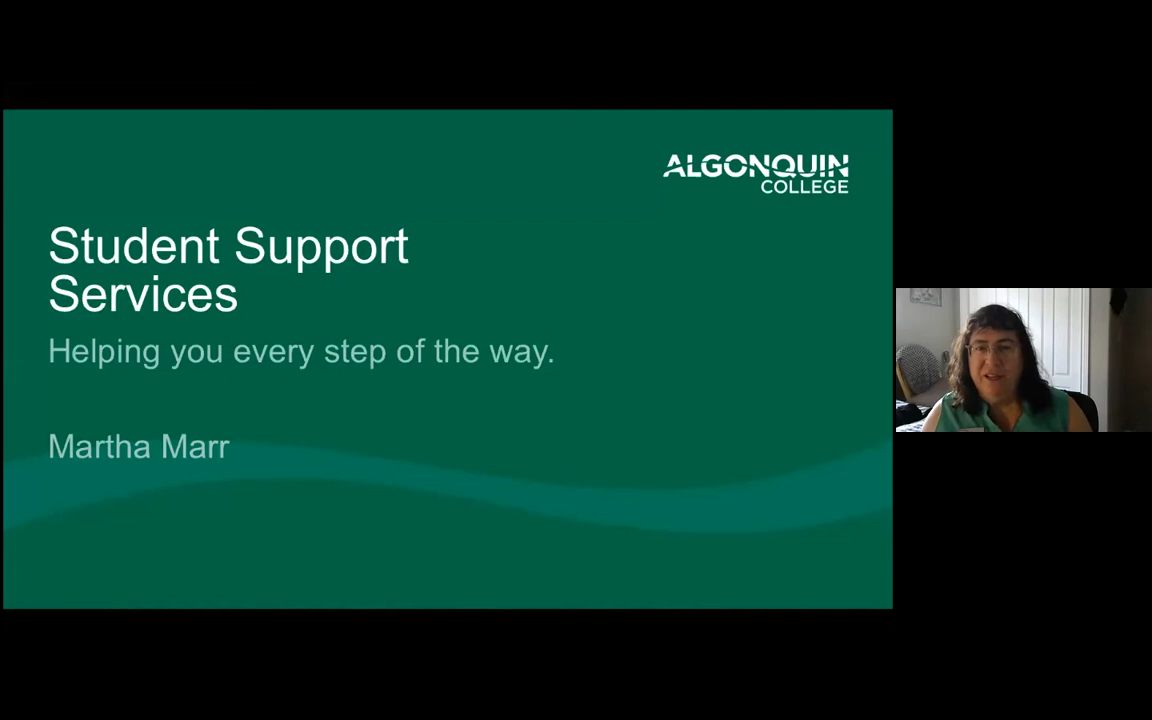 ALGONQUIN
COLLEGE
Student Support
Services
Helping you every step of the way.
Martha Marr